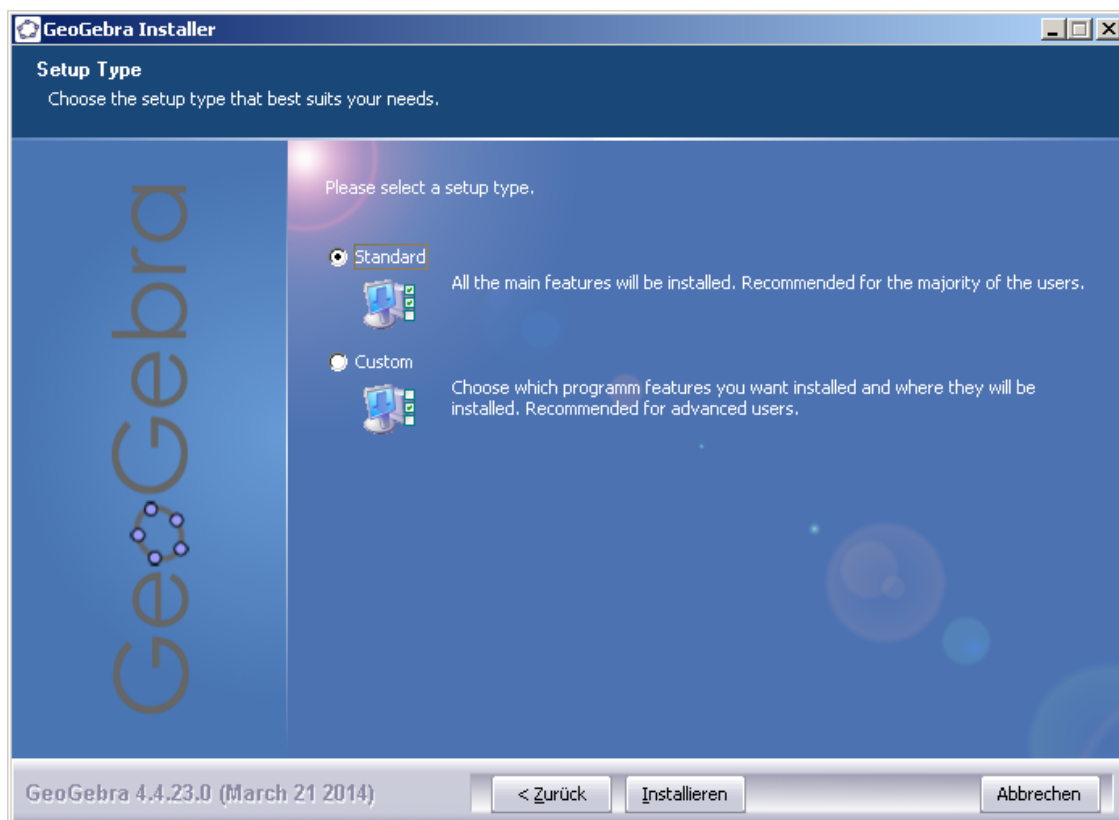 GeoGebra Installer
Setup Type
Choose the setup type that best suits your needs.
GeoGebra
Please select a setup type.
Standard
All the main features will be installed. Recommended for the majority of the users.
Custom
Choose which programm features you want installed and where they will be
installed. Recommended for advanced users.
GeoGebra 4.4.23.0 (March 21 2014)
< Zurück
Installieren
Abbrechen